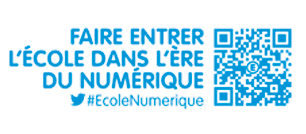 FAIRE ENTRER
L'ÉCOLE DANS L'ÈRE
DU NUMÉRIQUE
#EcoleNumerique